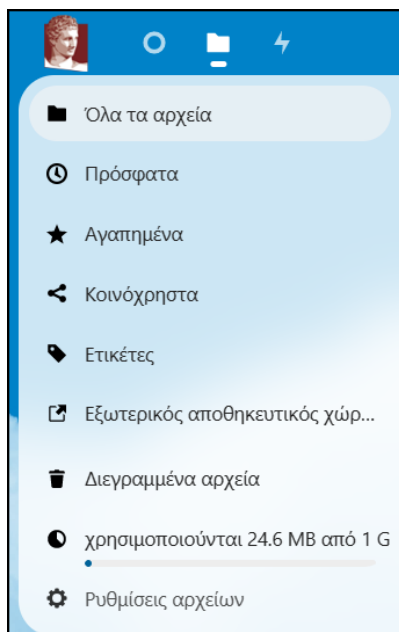 Όλα τα αρχεία
Πρόσφατα
Αγαπημένα
Κοινόχρηστα
Ετικέτες
Εξωτερικός αποθηκευτικός χώρ...
Διεγραμμένα αρχεία
χρησιμοποιούνται 24.6 MB από 1 G
Ρυθμίσεις αρχείων